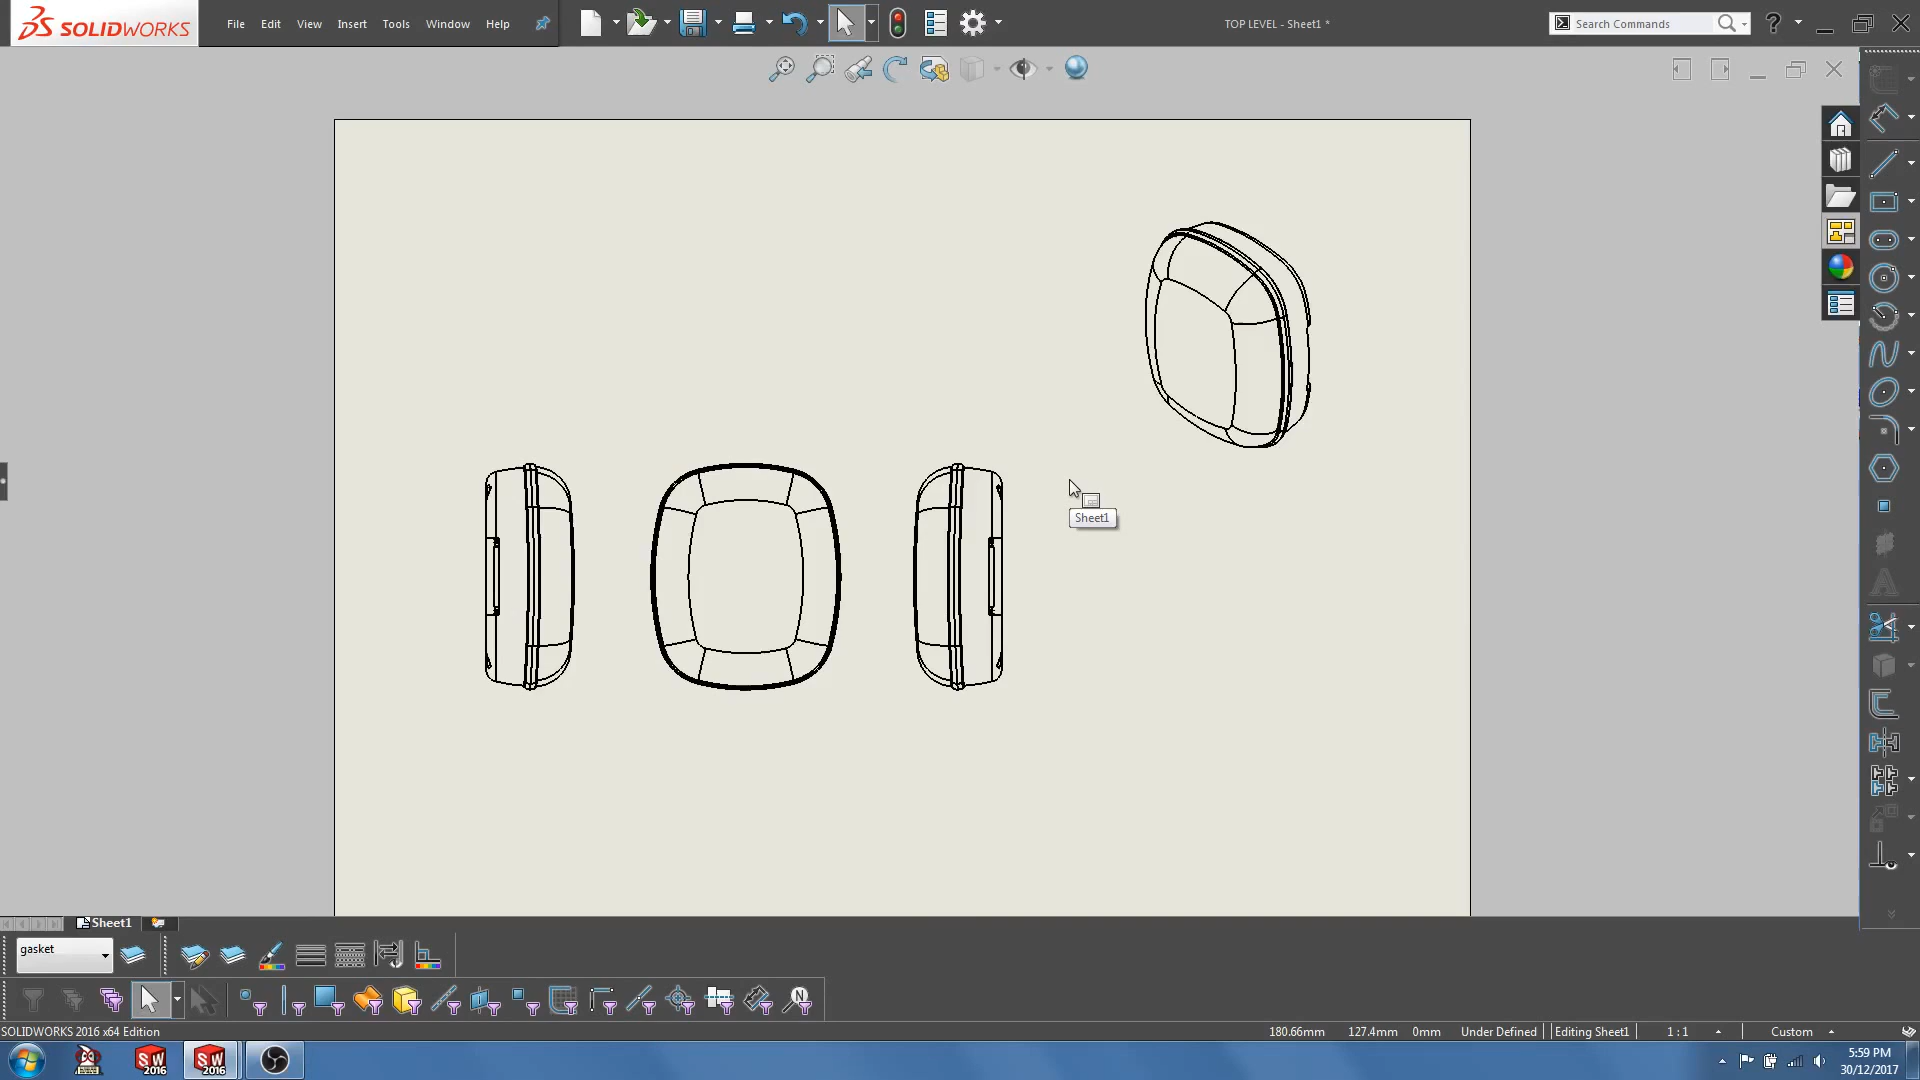 SOLIDWORKS
File Edit View Insert Tools Window Help
TOP LEVEL - Sheet1 *
Search Commands
?
Sheet1
Sheet1
gasket
SOLIDWORKS 2016 x64 Edition
180.66mm 127.4mm 0mm Under Defined Editing Sheet1 1 : 1 Custom
SW 2016
SW 2016
5:59 PM
30/12/2017